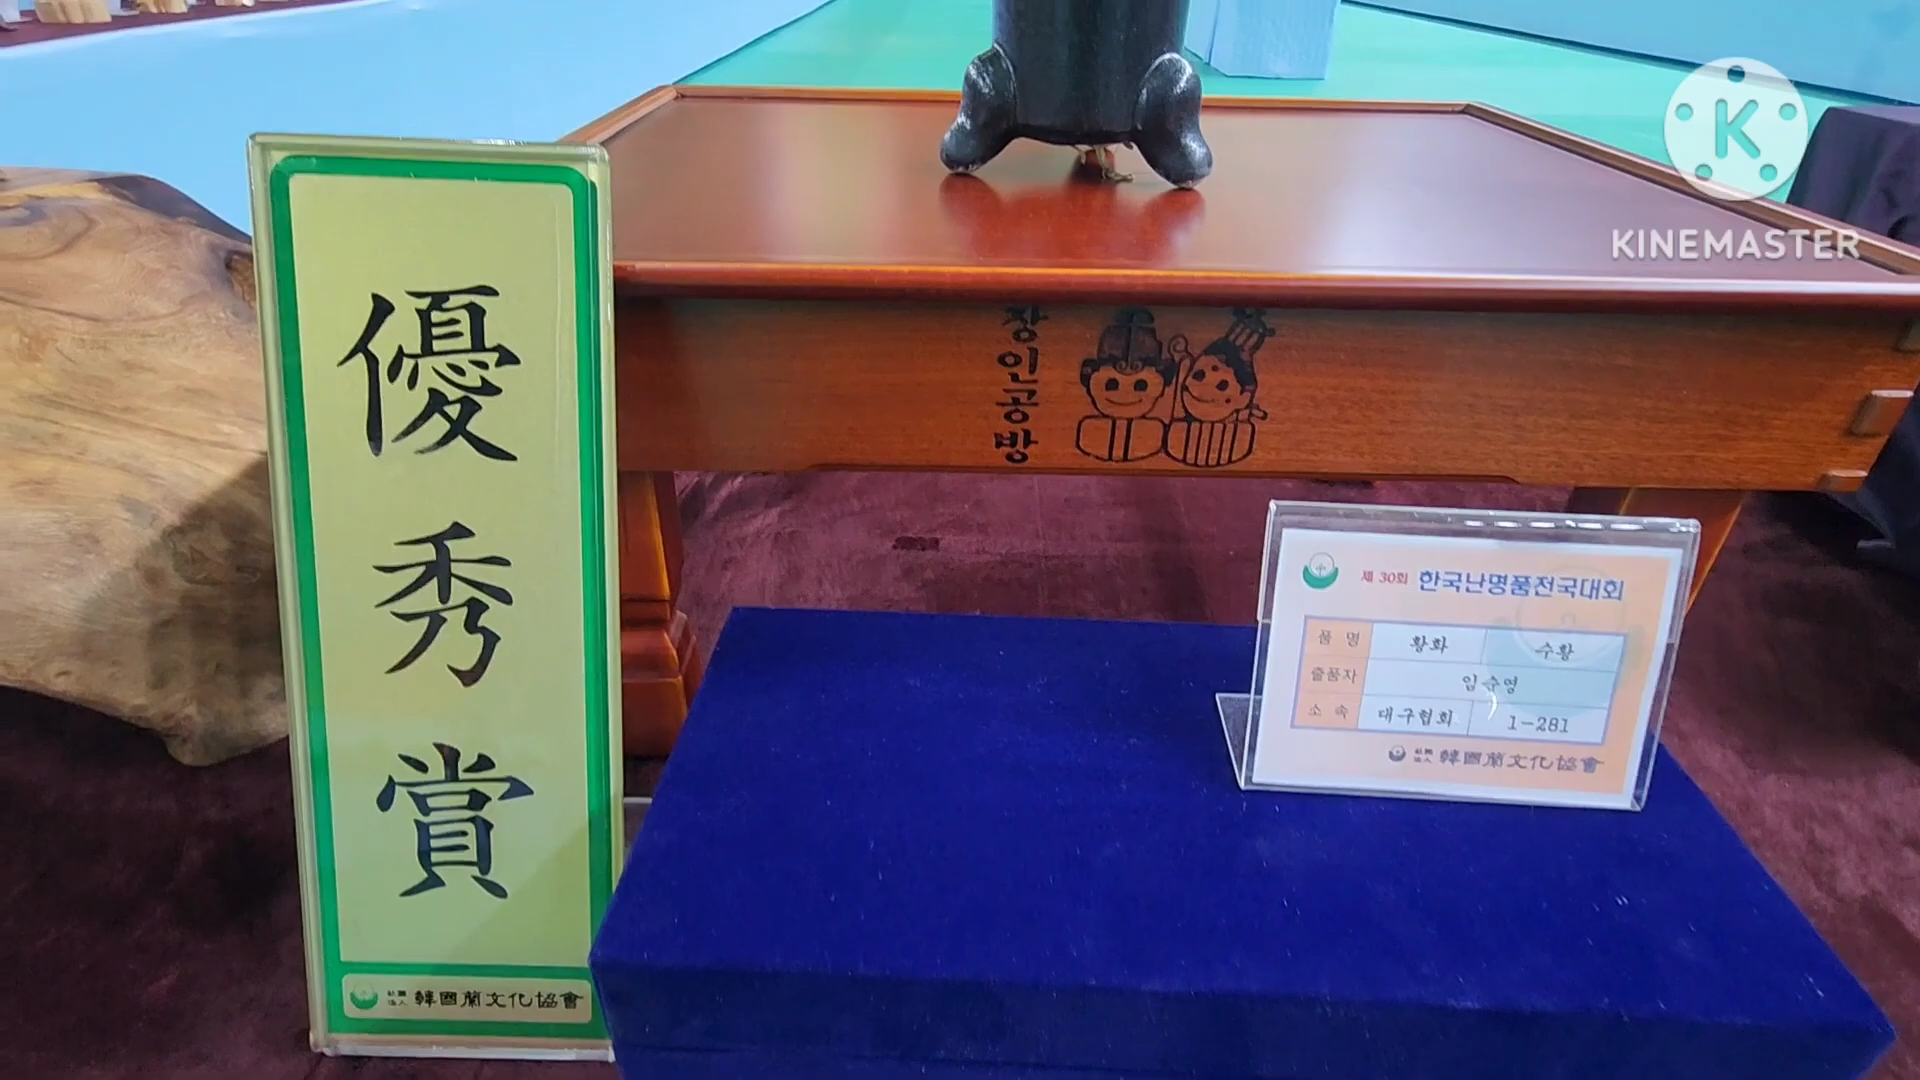 優秀賞
社團法人 韓國蘭文化協會
장인공방
KINEMASTER
제 30회 한국난명품전국대회
품 명 황화 수황
출품자 임수영
소 속 대구협회 1-281
社團法人 韓國蘭文化協會